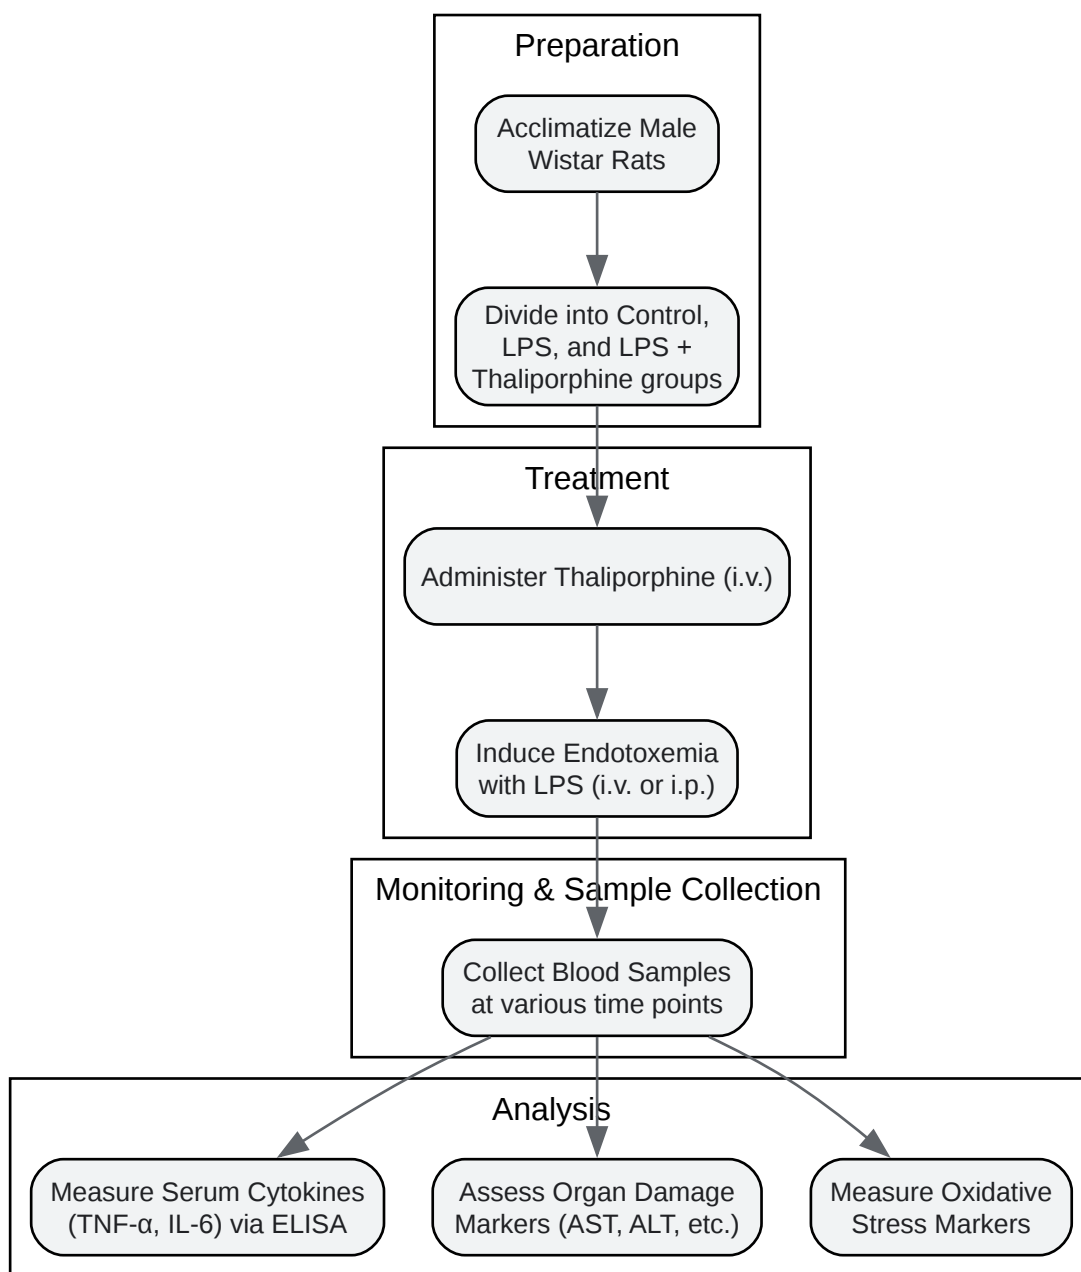 Preparation
Acclimatize Male
Wistar Rats
Divide into Control,
LPS, and LPS +
Thaliporphine groups
Treatment
Administer Thaliporphine (i.v.)
Induce Endotoxemia
with LPS (i.v. or i.p.)
Monitoring & Sample Collection
Collect Blood Samples
at various time points
Analysis
Measure Serum Cytokines
(TNF-α, IL-6) via ELISA
Assess Organ Damage
Markers (AST, ALT, etc.)
Measure Oxidative
Stress Markers